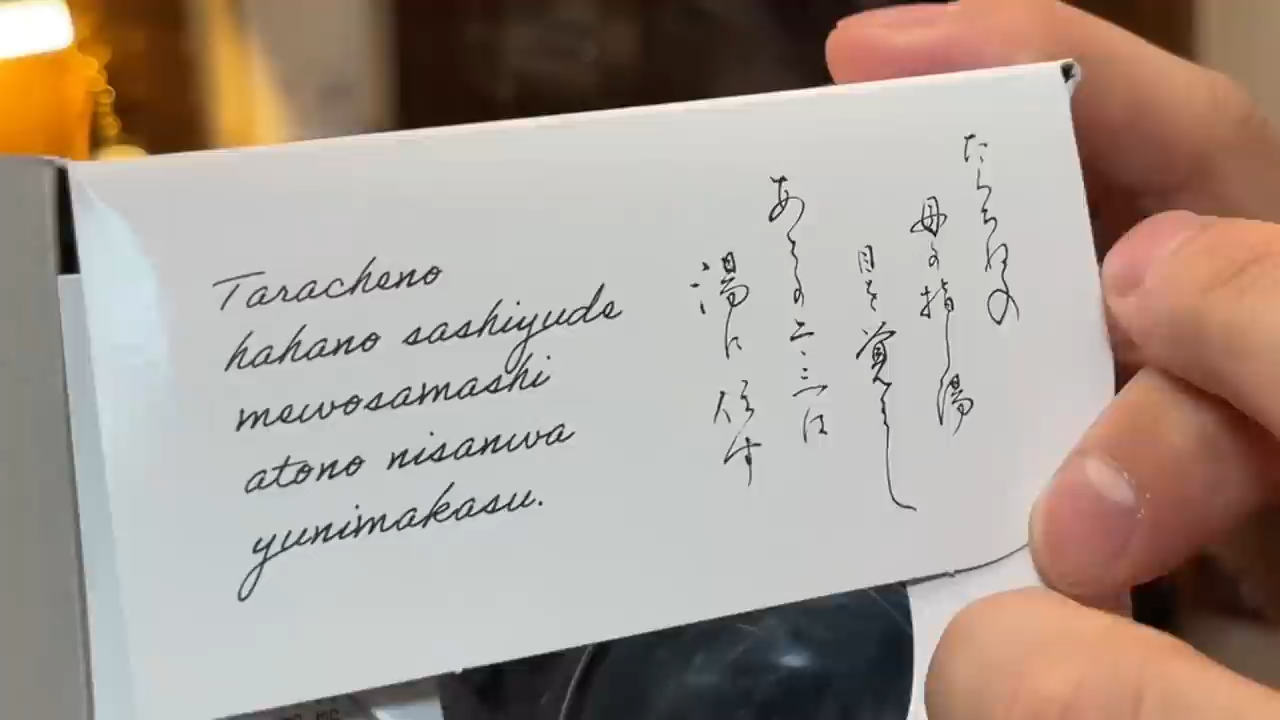 Taracheno
hahano sashiyude
mewosamashi
atono nisanwa
yunimakasu.
たらちねの
母の指し湯
目を覚まし
あとの二、三は
湯に任す